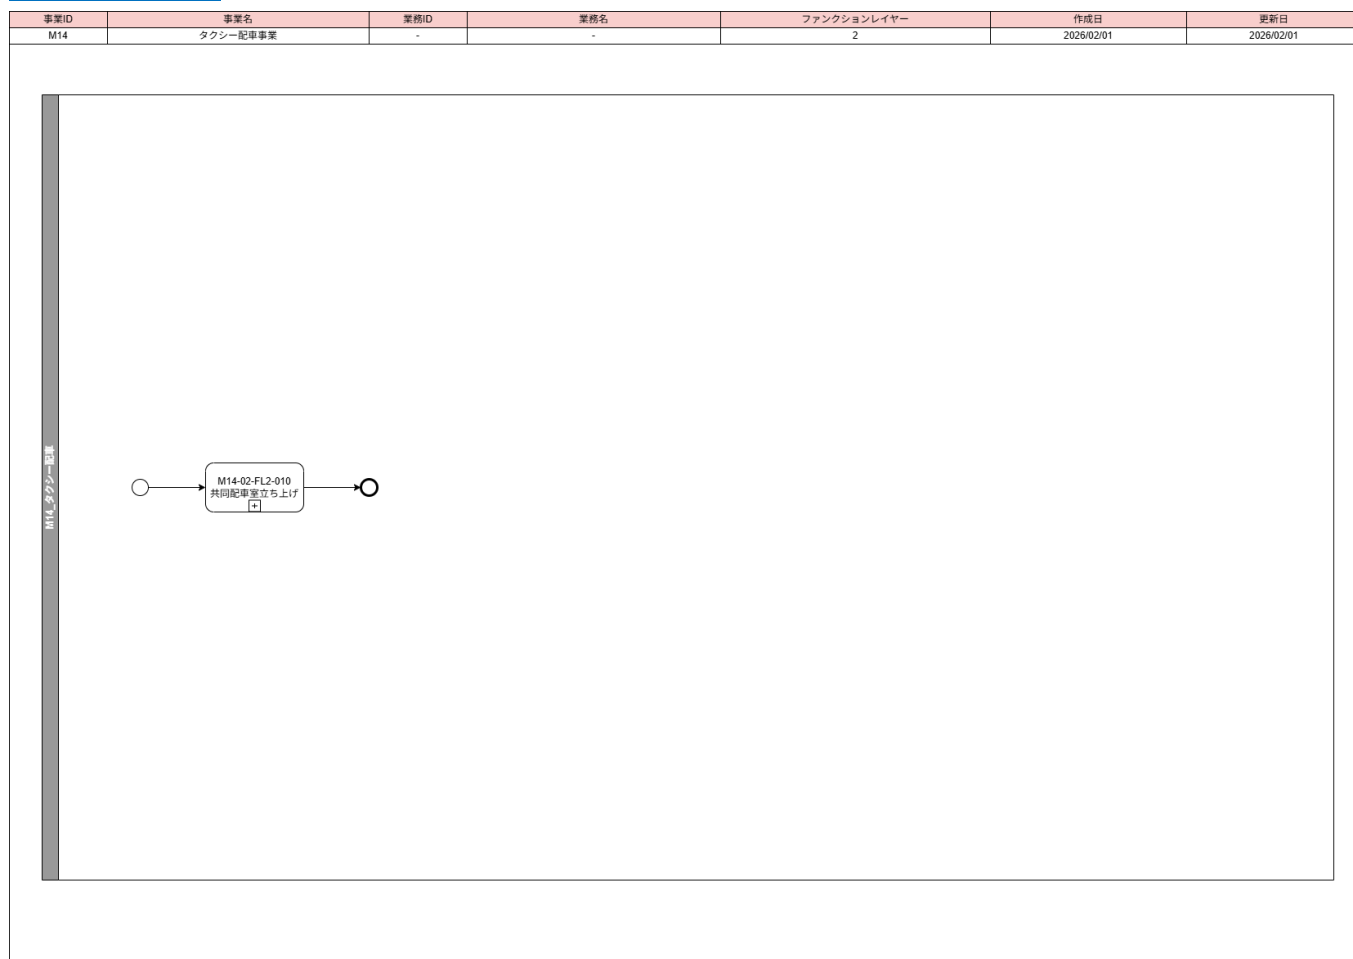 事業ID 事業名 業務ID 業務名 ファンクションレイヤー 作成日 更新日
M14 タクシー配車事業 - - 2 2026/02/01 2026/02/01
M14_タクシー配車
M14-02-FL2-010
共同配車室立ち上げ